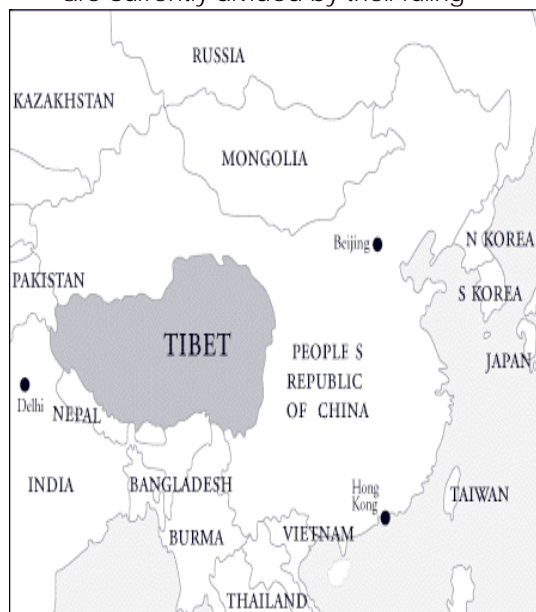 are currently divided by their ruling
RUSSIA
KAZAKHSTAN
MONGOLIA
Beijing
N KOREA
PAKISTAN
S KOREA
TIBET
PEOPLE S
REPUBLIC
OF CHINA
JAPAN
Delhi
NEPAL
INDIA
BANGLADESH
Hong
Kong
TAIWAN
BURMA
VIETNAM
THAILAND